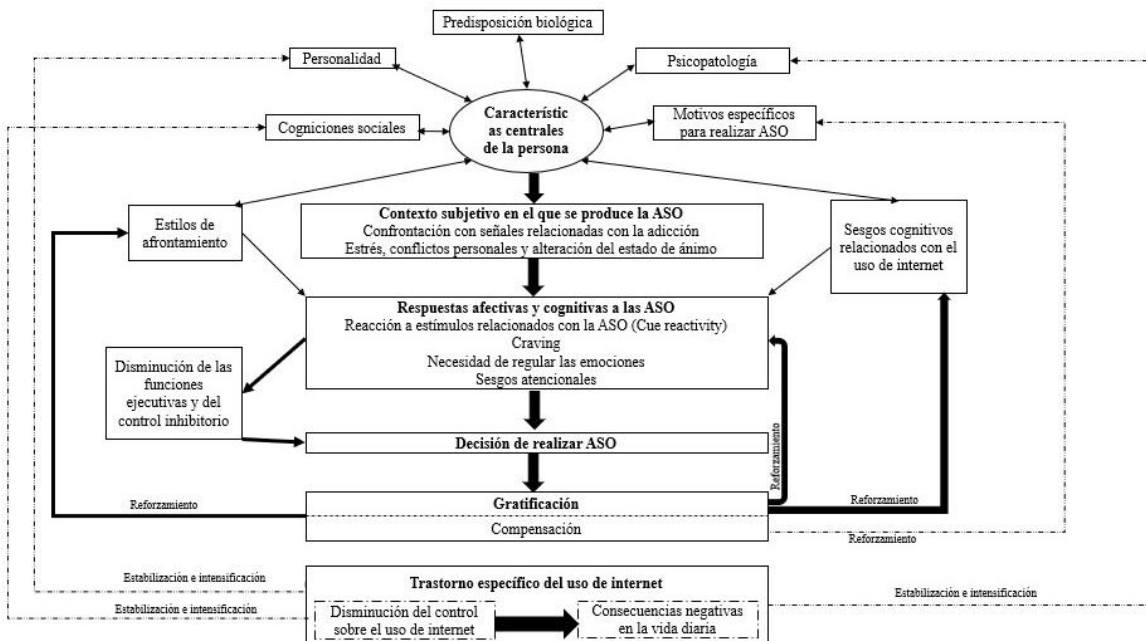 Predisposición biológica
Personalidad
Psicopatología
Cogniciones sociales
Característic
as centrales
de la persona
Motivos específicos
para realizar ASO
Estilos de
afrontamiento
Contexto subjetivo en el que se produce la ASO
Confrontación con señales relacionadas con la adicción
Estrés, conflictos personales y alteración del estado de ánimo
Sesgos cognitivos
relacionados con el
uso de internet
Respuestas afectivas y cognitivas a las ASO
Reacción a estímulos relacionados con la ASO (Cue reactivity)
Craving
Necesidad de regular las emociones
Sesgos atencionales
Disminución de las
funciones
ejecutivas y del
control inhibitorio
Decisión de realizar ASO
Reforzamiento
Reforzamiento
Gratificación
Reforzamiento
Compensación
Reforzamiento
Estabilización e intensificación
Trastorno específico del uso de internet
Estabilización e intensificación
Estabilización e intensificación
Disminución del control
sobre el uso de internet
Consecuencias negativas
en la vida diaria